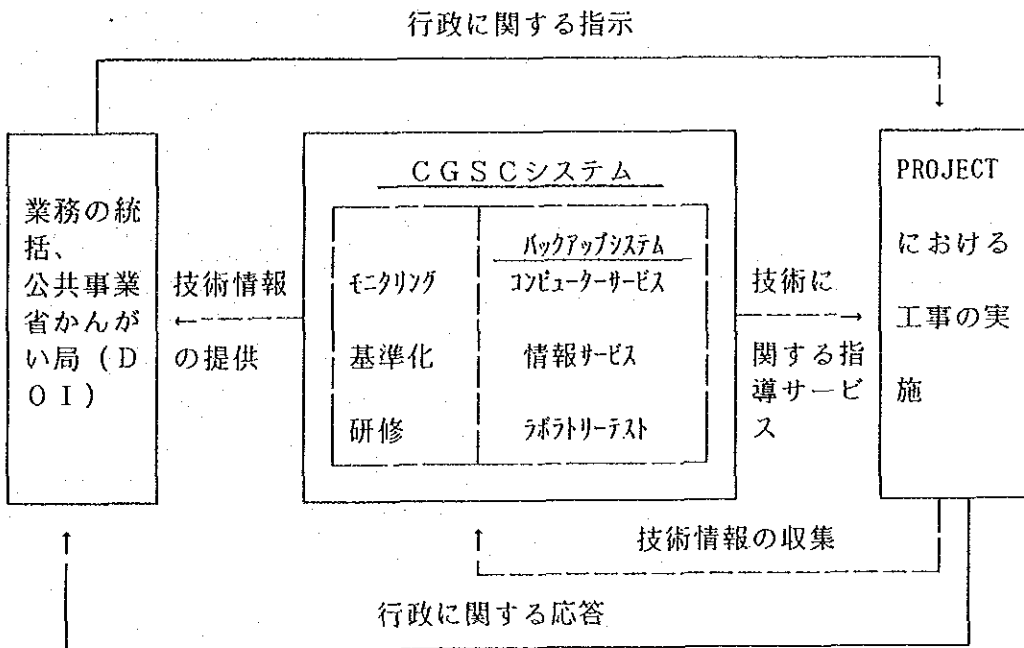 行政に関する指示
業務の統
括、
公共事業
省かんが
い局(D
OI)
技術情報
の提供
CGSCシステム
モニタリング
基準化
研修
バックアップシステム
コンピューターサービス
情報サービス
ラボラトリーテスト
技術に
関する指
導サービ
ス
PROJECT
における
工事の実
施
技術情報の収集
行政に関する応答